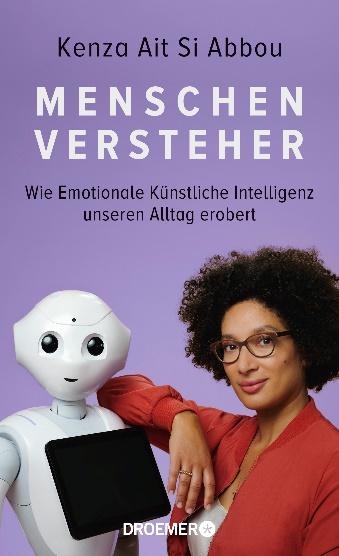 Kenza Ait Si Abbou
MENSCHEN
VERSTEHER
Wie Emotionale Künstliche Intelligenz
unseren Alltag erobert
DROEMER